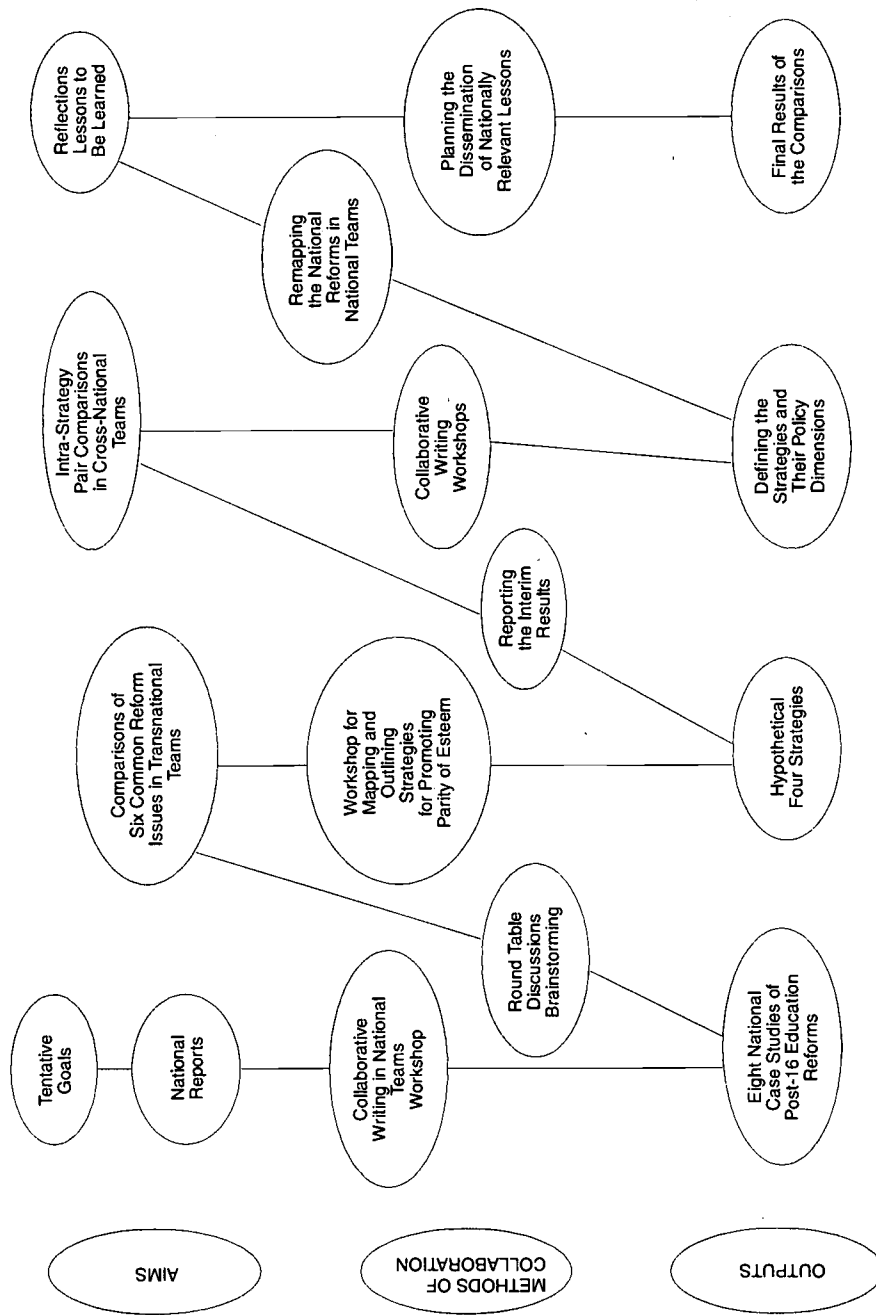 AIMS
METHODS OF
COLLABORATION
OUTPUTS
Tentative
Goals
National
Reports
Collaborative
Writing in National
Teams
Workshop
Eight National
Case Studies of
Post-16 Education
Reforms
Round Table
Discussions
Brainstorming
Comparisons of
Six Common Reform
Issues in Transnational
Teams
Workshop for
Mapping and
Outlining
Strategies
for Promoting
Parity of Esteem
Hypothetical
Four Strategies
Reporting
the Interim
Results
Intra-Strategy
Pair Comparisons
in Cross-National
Teams
Collaborative
Writing
Workshops
Defining the
Strategies and
Their Policy
Dimensions
Remapping
the National
Reforms in
National Teams
Reflections
Lessons to
Be Learned
Planning the
Dissemination
of Nationally
Relevant Lessons
Final Results of
the Comparisons